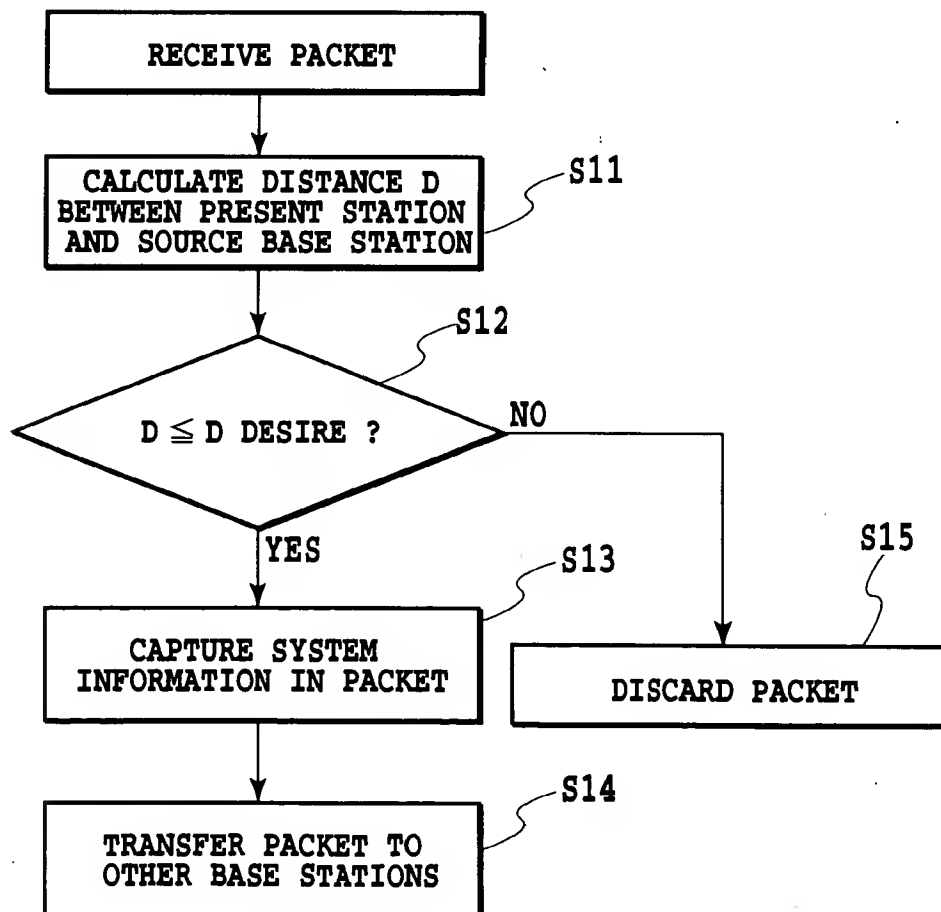 RECEIVE PACKET
S11
CALCULATE DISTANCE D
BETWEEN PRESENT STATION
AND SOURCE BASE STATION
S12
D ≦ D DESIRE ?
NO
YES
S13
CAPTURE SYSTEM
INFORMATION IN PACKET
S15
DISCARD PACKET
S14
TRANSFER PACKET TO
OTHER BASE STATIONS